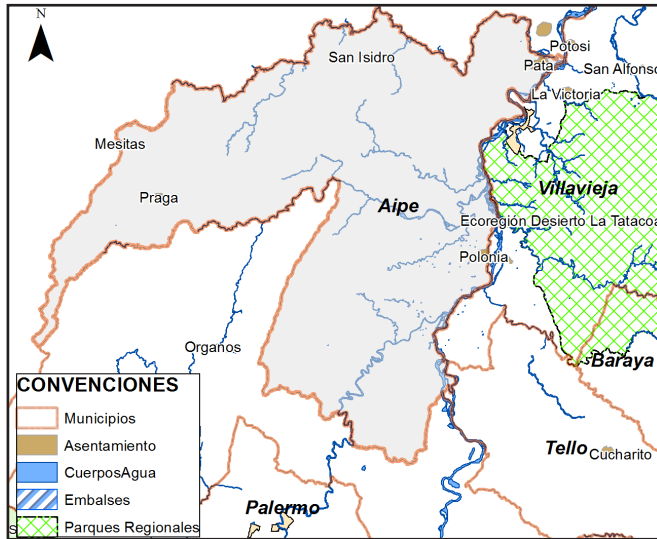 N
Potosi
San Isidro
Pata
San Alfonso
La Victoria
Mesitas
Villavieja
Praga
Aipe
Ecoregión Desierto La Tatacoa
Polonia
Organos
Baraya
CONVENCIONES
Municipios
Asentamiento
Tello
Cucharito
CuerposAgua
Embalses
Palermo
Parques Regionales
S